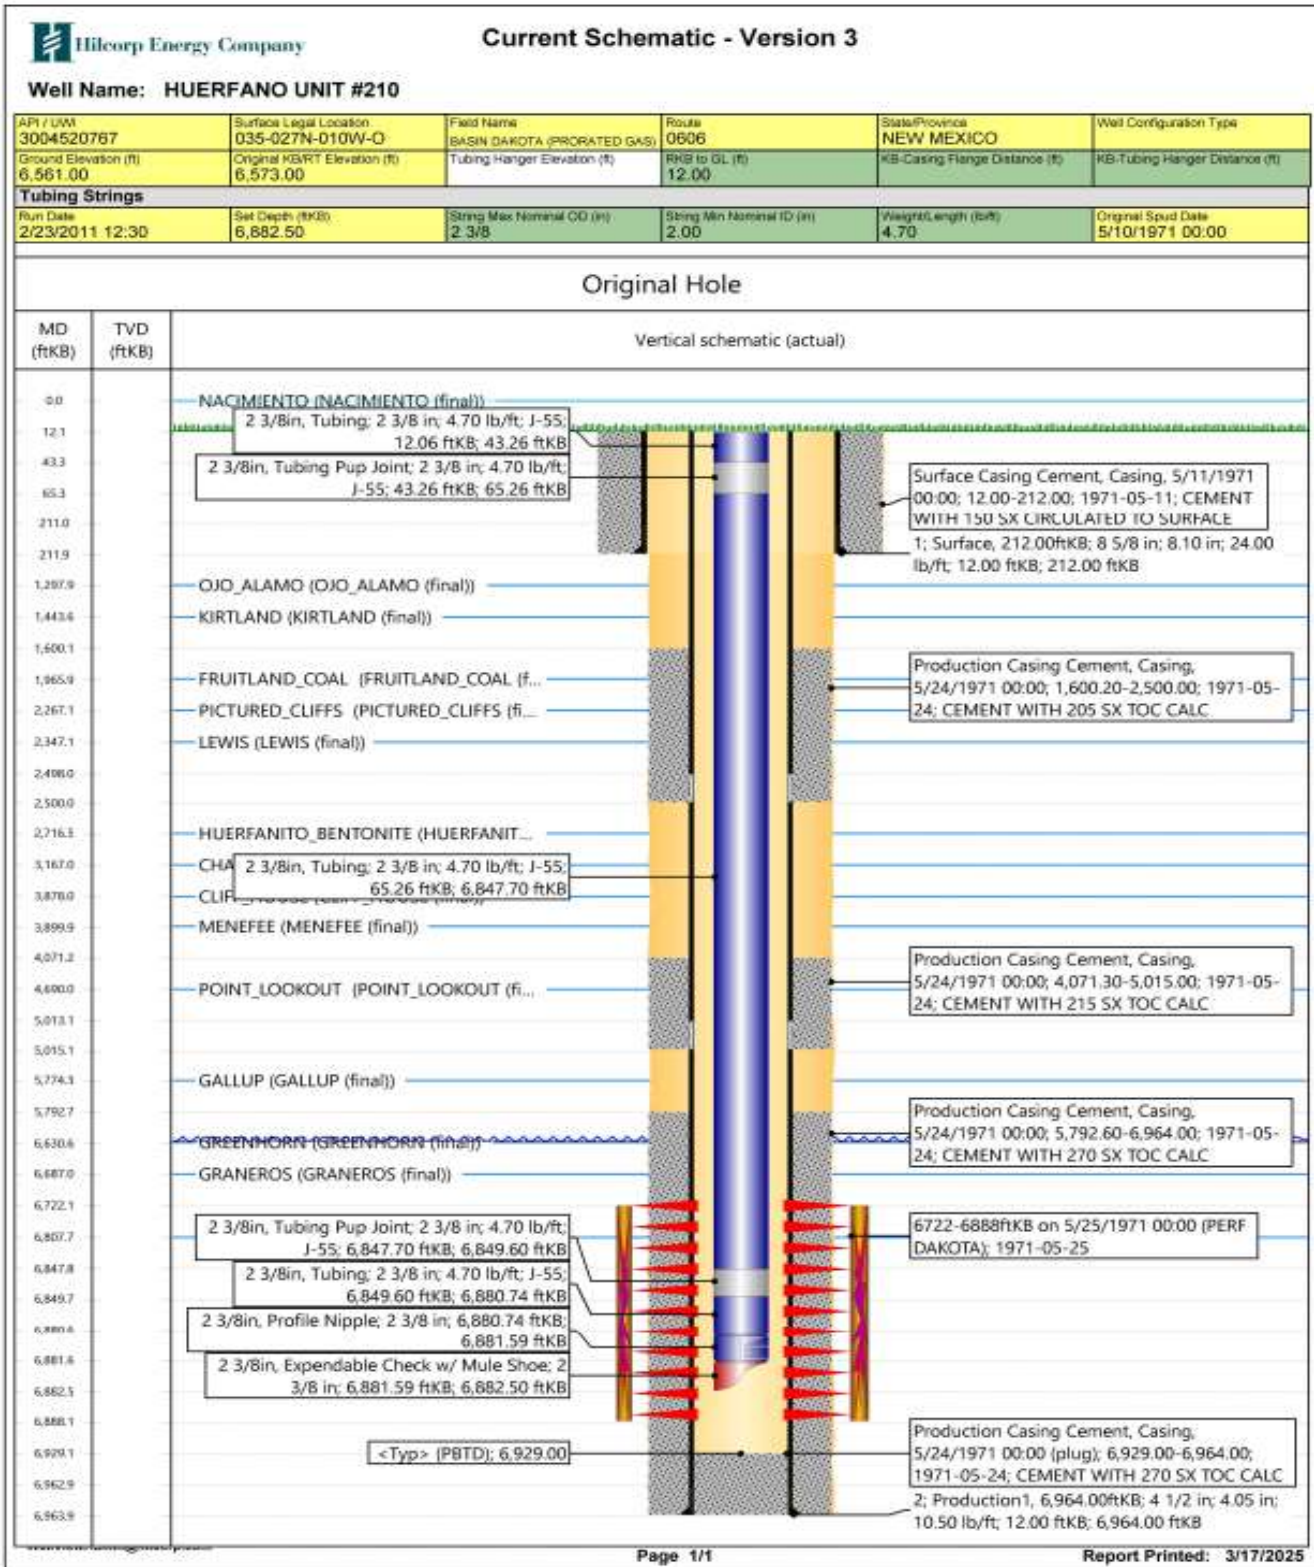 Hilcorp Energy Company
Current Schematic - Version 3
Well Name: HUERFANO UNIT #210
API / UWI
3004520767
Surface Legal Location
035-027N-010W-O
Field Name
BASIN DAKOTA (PRORATED GAS)
Route
0606
State/Province
NEW MEXICO
Well Configuration Type
Ground Elevation (ft)
6,561.00
Original KB/RT Elevation (ft)
6,573.00
Tubing Hanger Elevation (ft)
RKB to GL (ft)
12.00
KB-Casing Flange Distance (ft)
KB-Tubing Hanger Distance (ft)
Tubing Strings
Run Date
2/23/2011 12:30
Set Depth (ftKB)
6,882.50
String Max Nominal OD (in)
2 3/8
String Min Nominal ID (in)
2.00
Weight/Length (lb/ft)
4.70
Original Spud Date
5/10/1971 00:00
Original Hole
MD
(ftKB)
TVD
(ftKB)
Vertical schematic (actual)
0.0
NACIMIENTO (NACIMIENTO (final))
12.1
2 3/8in, Tubing; 2 3/8 in; 4.70 lb/ft; J-55;
12.06 ftKB; 43.26 ftKB
43.3
2 3/8in, Tubing Pup Joint; 2 3/8 in; 4.70 lb/ft;
J-55; 43.26 ftKB; 65.26 ftKB
65.3
Surface Casing Cement, Casing, 5/11/1971
00:00; 12.00-212.00; 1971-05-11; CEMENT
WITH 150 SX CIRCULATED TO SURFACE
211.0
211.9
1; Surface, 212.00ftKB; 8 5/8 in; 8.10 in; 24.00
lb/ft; 12.00 ftKB; 212.00 ftKB
1,297.9
OJO_ALAMO (OJO_ALAMO (final))
1,443.6
KIRTLAND (KIRTLAND (final))
1,600.1
1,965.9
FRUITLAND_COAL (FRUITLAND_COAL (f...
Production Casing Cement, Casing,
5/24/1971 00:00; 1,600.20-2,500.00; 1971-05-
24; CEMENT WITH 205 SX TOC CALC
2,267.1
PICTURED_CLIFFS (PICTURED_CLIFFS (fi...
2,347.1
LEWIS (LEWIS (final))
2,498.0
2,500.0
2,716.5
HUERFANITO_BENTONITE (HUERFANIT...
3,167.0
CHA
2 3/8in, Tubing; 2 3/8 in; 4.70 lb/ft; J-55;
65.26 ftKB; 6,847.70 ftKB
3,878.0
3,899.9
MENEFEE (MENEFEE (final))
4,071.2
4,690.0
POINT_LOOKOUT (POINT_LOOKOUT (fi...
Production Casing Cement, Casing,
5/24/1971 00:00; 4,071.30-5,015.00; 1971-05-
24; CEMENT WITH 215 SX TOC CALC
5,013.1
5,015.1
5,774.3
GALLUP (GALLUP (final))
5,792.7
Production Casing Cement, Casing,
5/24/1971 00:00; 5,792.60-6,964.00; 1971-05-
24; CEMENT WITH 270 SX TOC CALC
6,630.6
GREENHORN (GREENHORN (final))
6,687.0
GRANEROS (GRANEROS (final))
6,722.1
6,807.7
2 3/8in, Tubing Pup Joint; 2 3/8 in; 4.70 lb/ft;
J-55; 6,847.70 ftKB; 6,849.60 ftKB
6722-6888ftKB on 5/25/1971 00:00 (PERF
DAKOTA); 1971-05-25
6,847.8
2 3/8in, Tubing; 2 3/8 in; 4.70 lb/ft; J-55;
6,849.60 ftKB; 6,880.74 ftKB
6,849.7
2 3/8in, Profile Nipple; 2 3/8 in; 6,880.74 ftKB;
6,881.59 ftKB
6,880.6
6,881.6
2 3/8in, Expendable Check w/ Mule Shoe; 2
3/8 in; 6,881.59 ftKB; 6,882.50 ftKB
6,882.5
6,888.1
6,929.1
<Typ> (PBTD); 6,929.00
Production Casing Cement, Casing,
5/24/1971 00:00 (plug); 6,929.00-6,964.00;
1971-05-24; CEMENT WITH 270 SX TOC CALC
6,962.9
6,963.9
2; Production1, 6,964.00ftKB; 4 1/2 in; 4.05 in;
10.50 lb/ft; 12.00 ftKB; 6,964.00 ftKB
Page 1/1
Report Printed: 3/17/2025